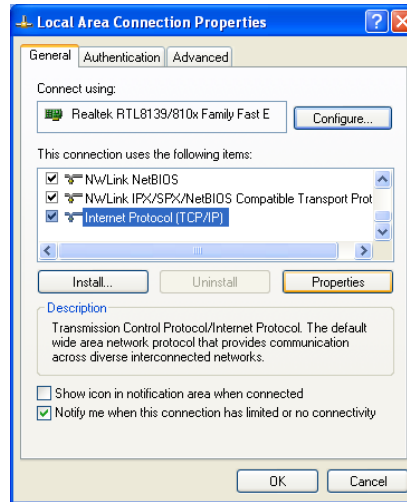 Local Area Connection Properties
General Authentication Advanced
Connect using:
Realtek RTL8139/810x Family Fast E
Configure...
This connection uses the following items:
NWLink NetBIOS
NWLink IPX/SPX/NetBIOS Compatible Transport Prot
Internet Protocol (TCP/IP)
Install... Uninstall Properties
Description
Transmission Control Protocol/Internet Protocol. The default
wide area network protocol that provides communication
across diverse interconnected networks.
Show icon in notification area when connected
Notify me when this connection has limited or no connectivity
OK Cancel